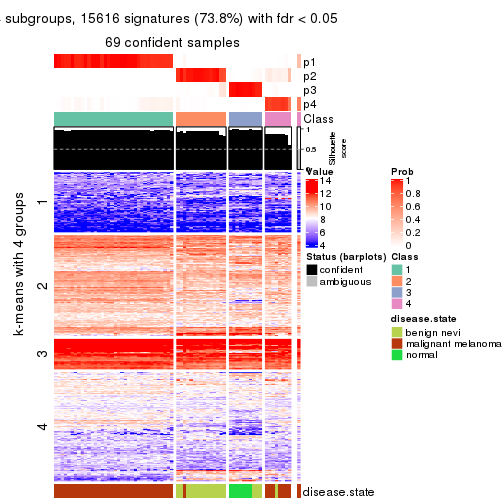 subgroups, 15616 signatures (73.8%) with fdr < 0.05
69 confident samples
p1
p2
p3
p4
Class
1
0.5
0
Silhouette
score
k-means with 4 groups
1
2
3
4
disease.state
Value
14
12
10
8
6
4
Prob
1
0.8
0.6
0.4
0.2
0
Status (barplots)
confident
ambiguous
Class
1
2
3
4
disease.state
benign nevi
malignant melanoma
normal